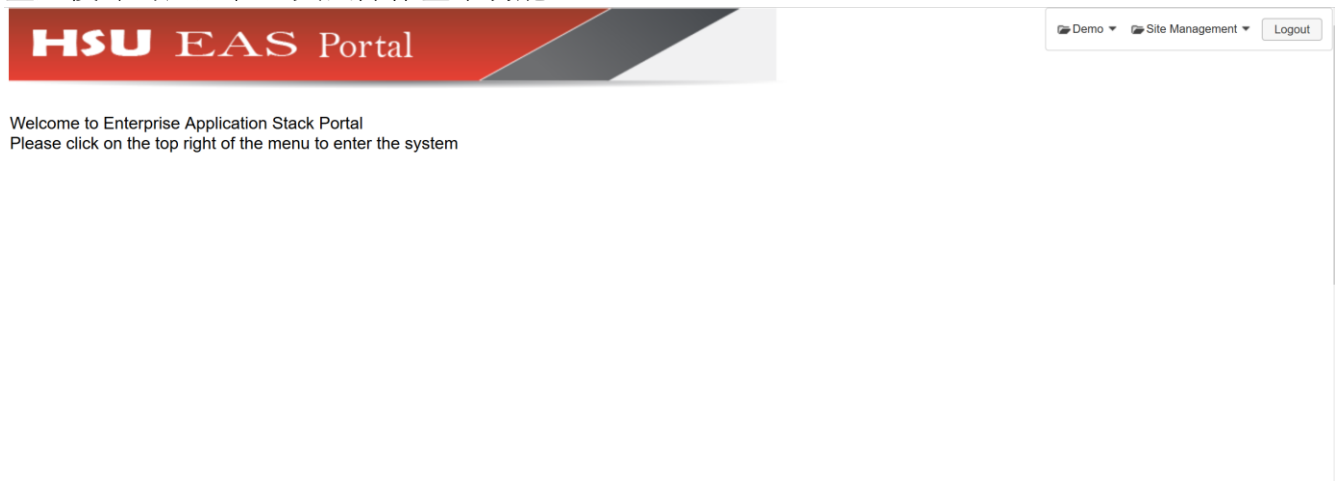 HSU EAS Portal
Demo Site Management Logout
Welcome to Enterprise Application Stack Portal
Please click on the top right of the menu to enter the system